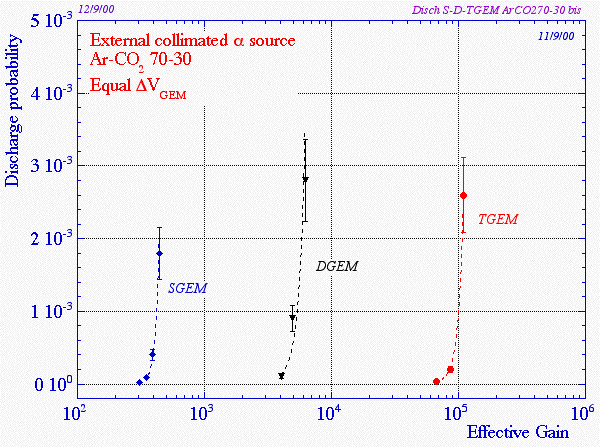 12/9/00
Disch S-D-TGEM ArCO270-30 bis
11/9/00
External collimated α source
Ar-CO2 70-30
Equal ΔVGEM
Discharge probability
5 10-3
4 10-3
3 10-3
2 10-3
1 10-3
0 100
SGEM
DGEM
TGEM
102
103
104
105
106
Effective Gain